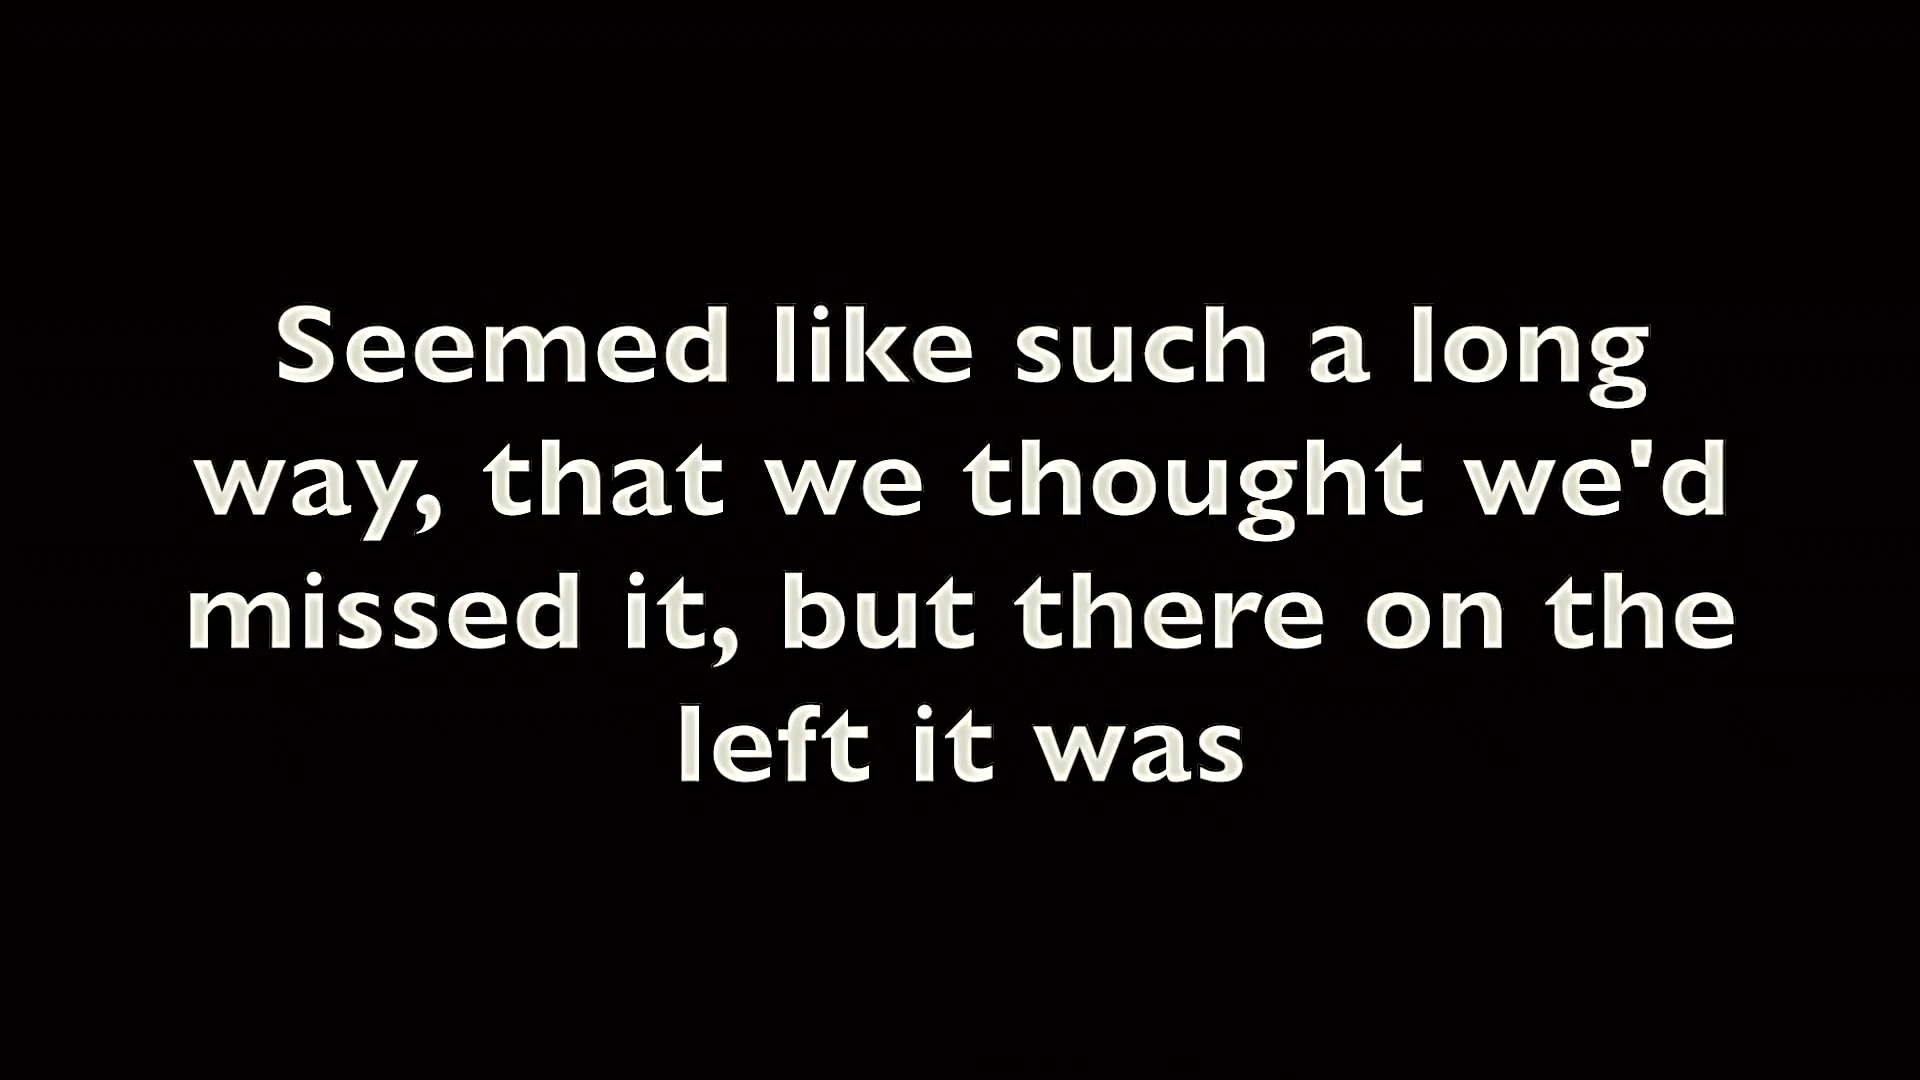 Seemed like such a long
way, that we thought we'd
missed it, but there on the
left it was